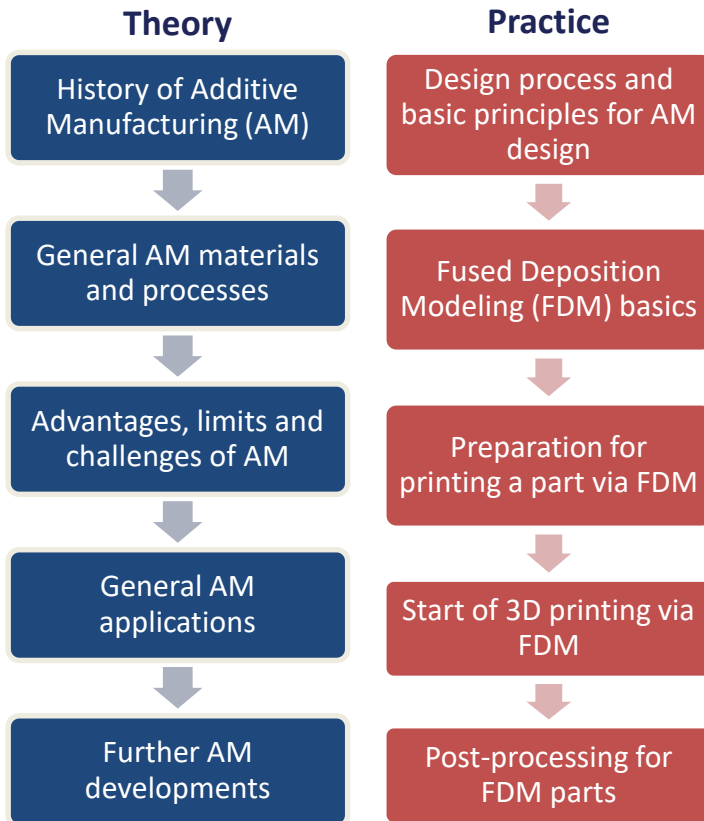 Theory
History of Additive
Manufacturing (AM)
General AM materials
and processes
Advantages, limits and
challenges of AM
General AM
applications
Further AM
developments
Practice
Design process and
basic principles for AM
design
Fused Deposition
Modeling (FDM) basics
Preparation for
printing a part via FDM
Start of 3D printing via
FDM
Post-processing for
FDM parts